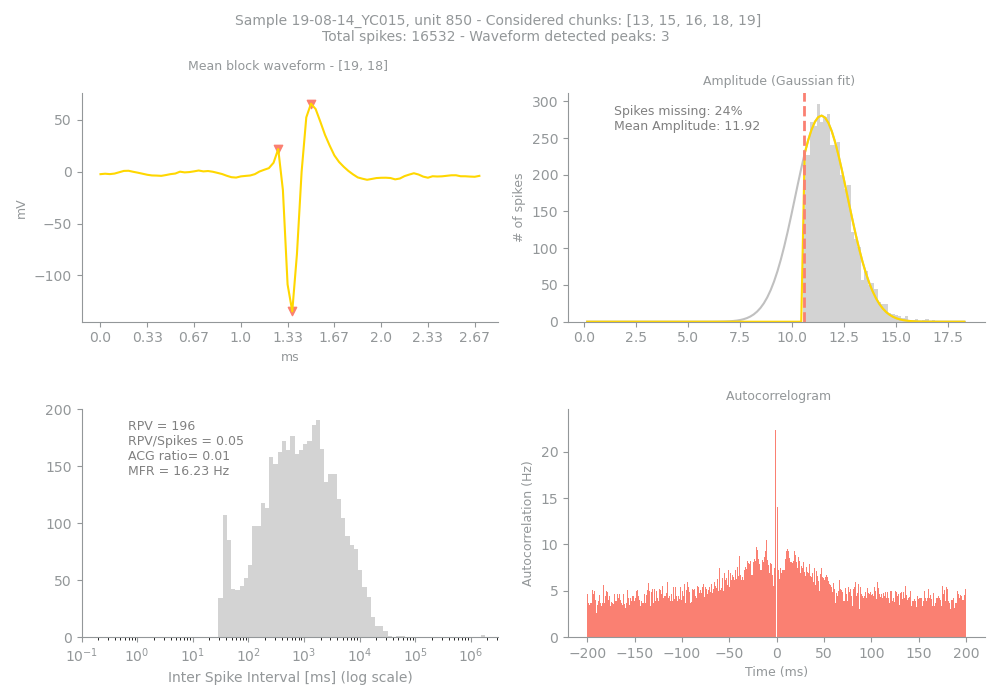 Sample 19-08-14_YC015, unit 850 - Considered chunks: [13, 15, 16, 18, 19]
Total spikes: 16532 - Waveform detected peaks: 3
Mean block waveform - [19, 18]
50
0
−50
−100
mV
0.0 0.33 0.67 1.0 1.33 1.67 2.0 2.33 2.67
ms
Amplitude (Gaussian fit)
Spikes missing: 24%
Mean Amplitude: 11.92
300
250
200
150
100
50
0
# of spikes
0.0 2.5 5.0 7.5 10.0 12.5 15.0 17.5
200
150
100
50
0
RPV = 196
RPV/Spikes = 0.05
ACG ratio= 0.01
MFR = 16.23 Hz
10⁻¹ 10⁰ 10¹ 10² 10³ 10⁴ 10⁵ 10⁶
Inter Spike Interval [ms] (log scale)
Autocorrelogram
20
15
10
5
0
Autocorrelation (Hz)
−200 −150 −100 −50 0 50 100 150 200
Time (ms)